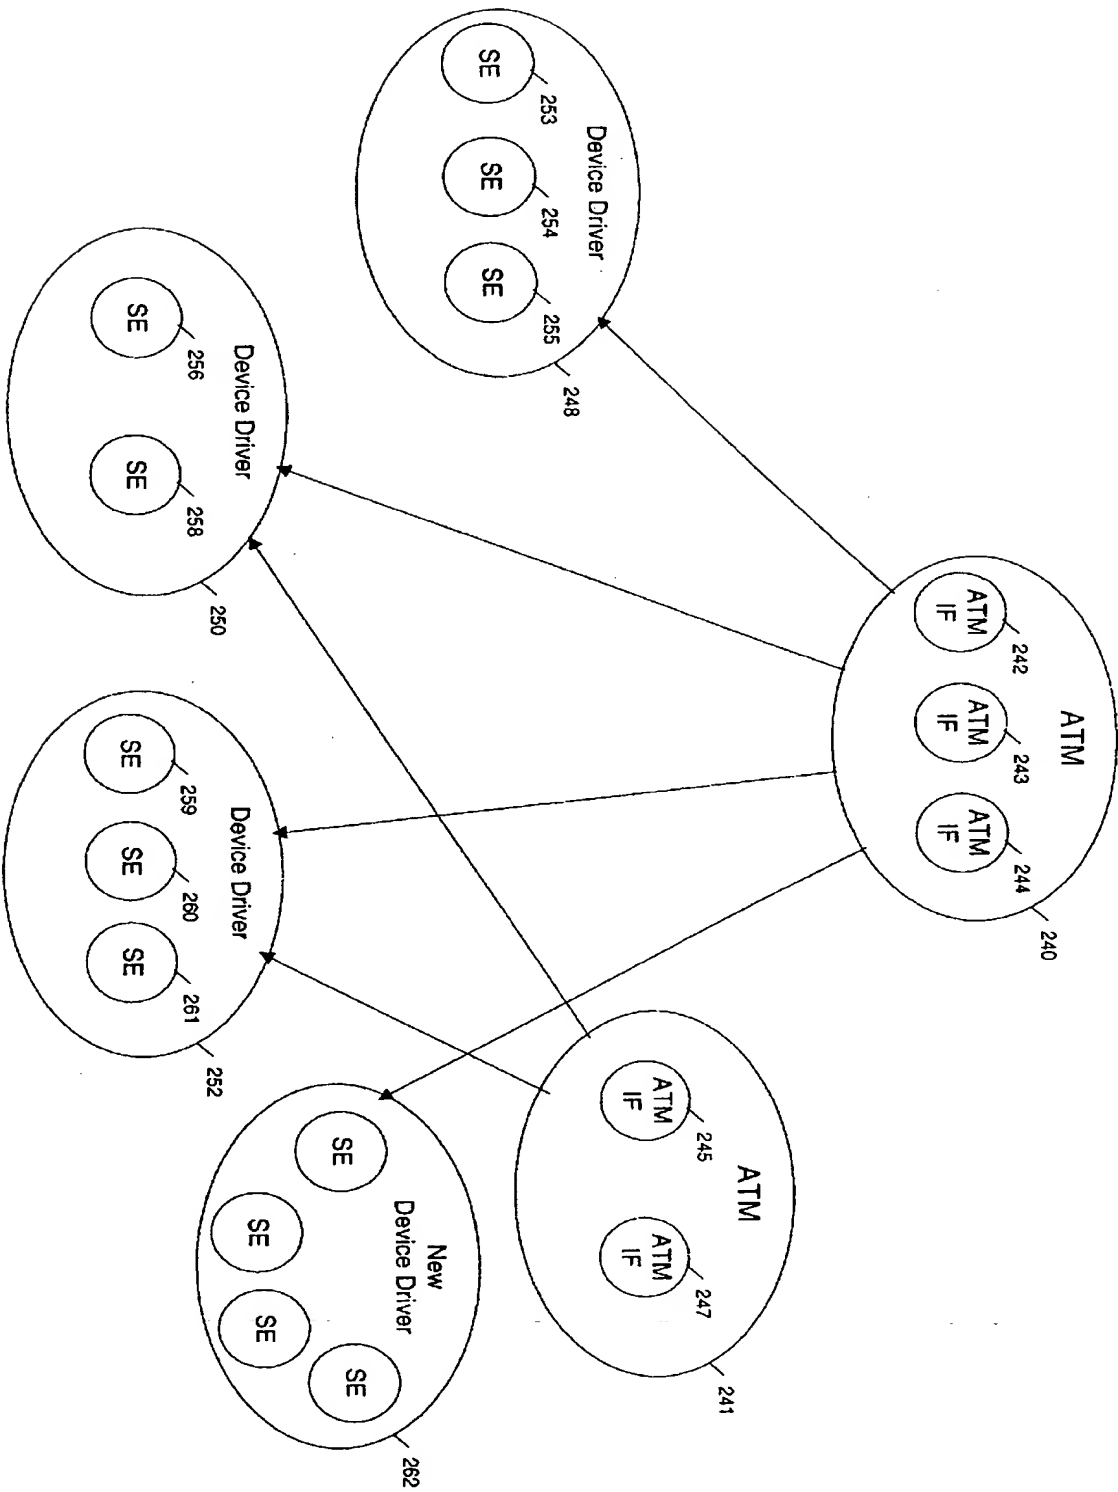 ATM
ATM
IF
242
ATM
IF
243
ATM
IF
244
240
ATM
ATM
IF
245
ATM
IF
247
241
Device Driver
SE
253
SE
254
SE
255
248
Device Driver
SE
256
SE
258
250
Device Driver
SE
259
SE
260
SE
261
252
New
Device Driver
SE
SE
SE
SE
262